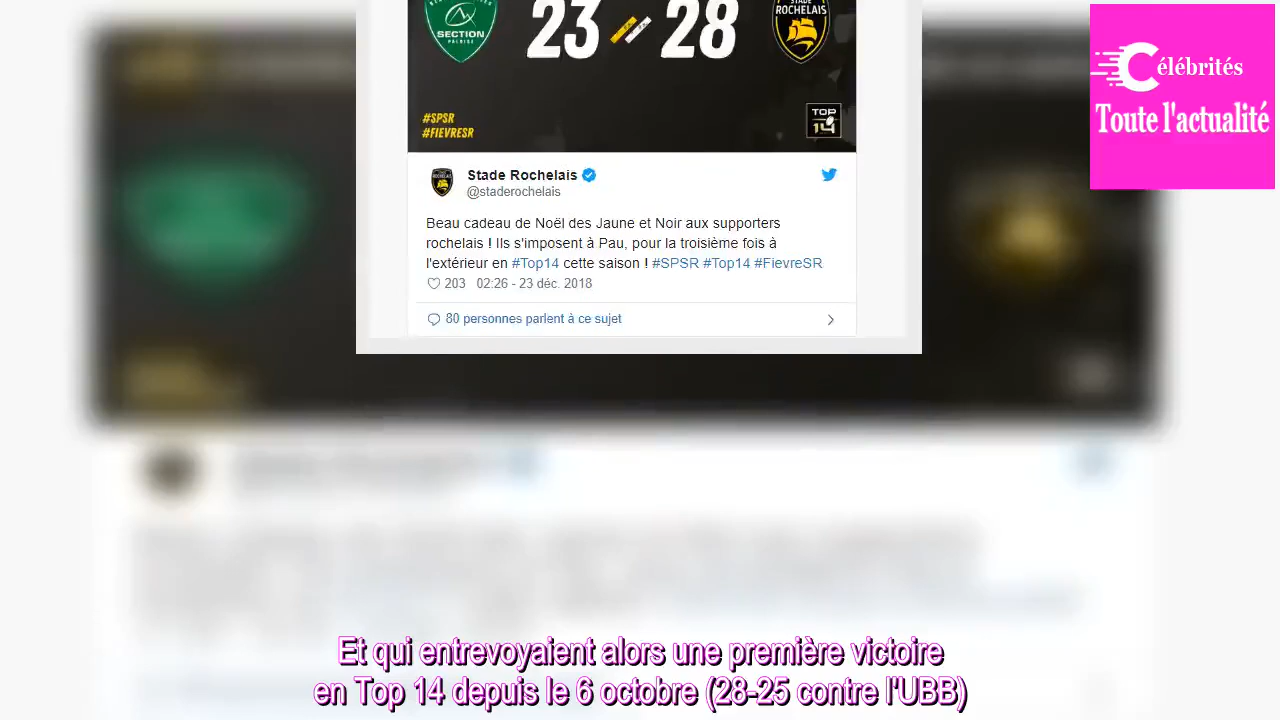 SECTION
PALOISE
23 28
STADE
ROCHELAIS
#SPSR
#FIEVRESR
TOP
14
Célébrités
Toute l'actualité
Stade Rochelais
@staderochelais
Beau cadeau de Noël des Jaune et Noir aux supporters
rochelais ! Ils s'imposent à Pau, pour la troisième fois à
l'extérieur en #Top14 cette saison ! #SPSR #Top14 #FievreSR
203 02:26 - 23 déc. 2018
80 personnes parlent à ce sujet
Et qui entrevoyaient alors une première victoire
en Top 14 depuis le 6 octobre (28-25 contre l'UBB)